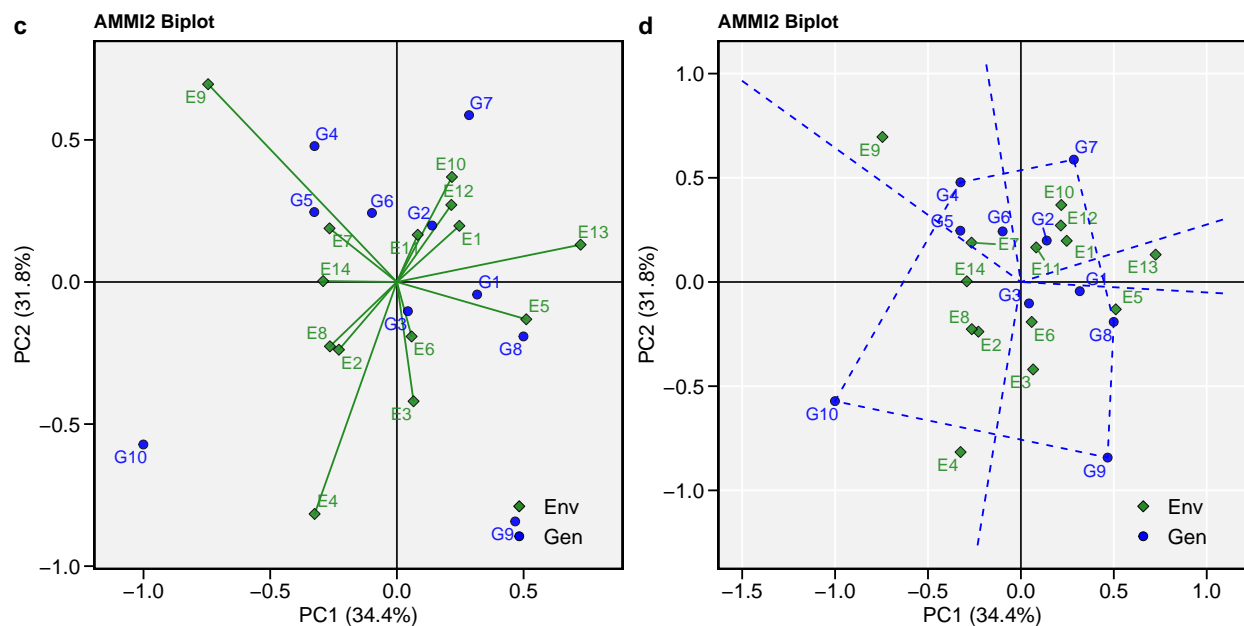 c
AMMI2 Biplot
E9
G7
G4
E10
G5
G6
E12
G2
E7
E11
E1
E13
E14
G1
E5
G3
E8
E2
E6
G8
E3
G10
E4
G9
Env
Gen
0.5
0.0
−0.5
−1.0
PC2 (31.8%)
−1.0
−0.5
0.0
0.5
PC1 (34.4%)
d
AMMI2 Biplot
E9
G7
G4
E10
G5
G6
G2
E12
E7
E11
E1
E13
E14
G1
G3
E5
E8
E2
E6
G8
E3
G10
E4
G9
Env
Gen
1.0
0.5
0.0
−0.5
−1.0
PC2 (31.8%)
−1.5
−1.0
−0.5
0.0
0.5
1.0
PC1 (34.4%)